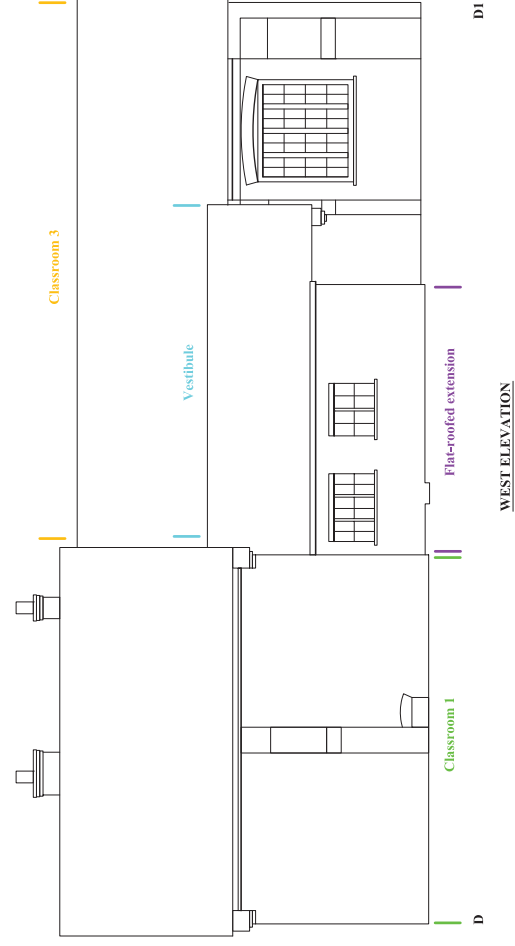 Classroom 3
Vestibule
Flat-roofed extension
Classroom 1
D
D1
WEST ELEVATION